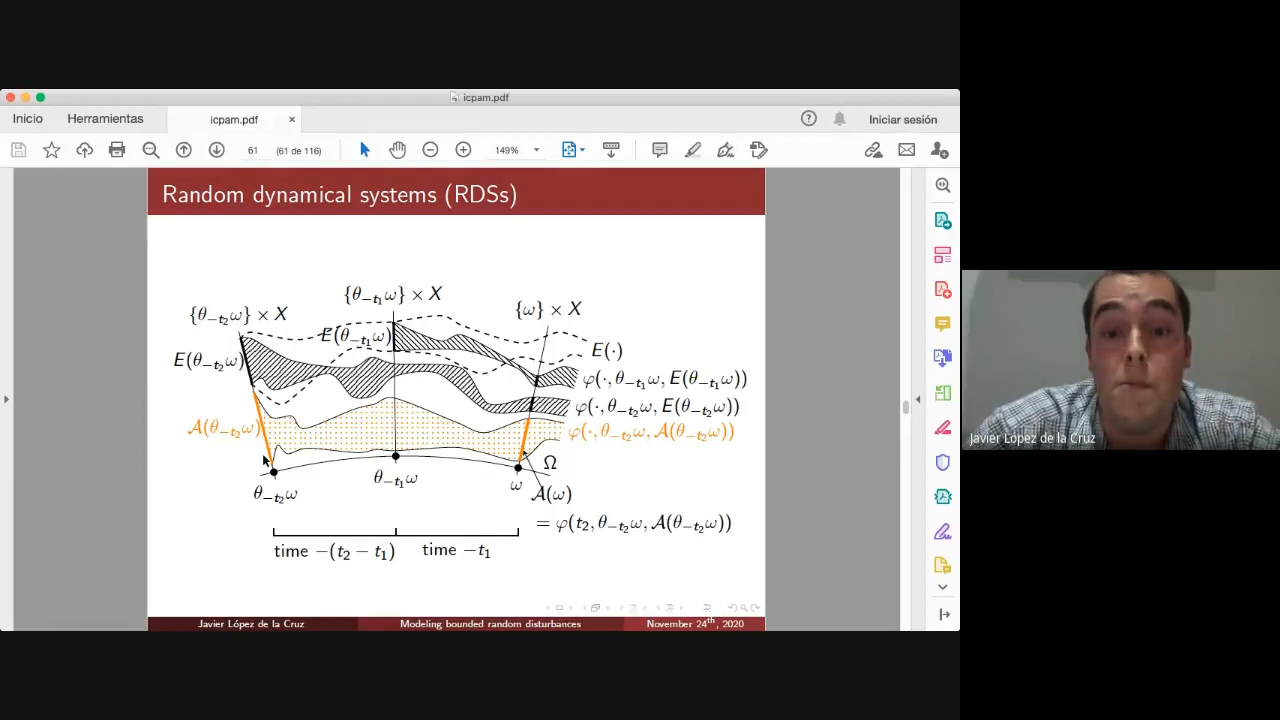 icpam.pdf
Inicio
Herramientas
icpam.pdf
×
Iniciar sesión
61
(61 de 116)
149%
Random dynamical systems (RDSs)
{θ₋t₁ω} × X
{θ₋t₂ω} × X
{ω} × X
E(θ₋t₁ω)
E(·)
E(θ₋t₂ω)
φ(·, θ₋t₁ω, E(θ₋t₁ω))
φ(·, θ₋t₂ω, E(θ₋t₂ω))
𝒜(θ₋t₂ω)
φ(·, θ₋t₂ω, 𝒜(θ₋t₂ω))
Javier López de la Cruz
Ω
θ₋t₂ω
θ₋t₁ω
ω
𝒜(ω)
= φ(t₂, θ₋t₂ω, 𝒜(θ₋t₂ω))
time −(t₂ − t₁)
time −t₁
Javier López de la Cruz
Modeling bounded random disturbances
November 24th, 2020